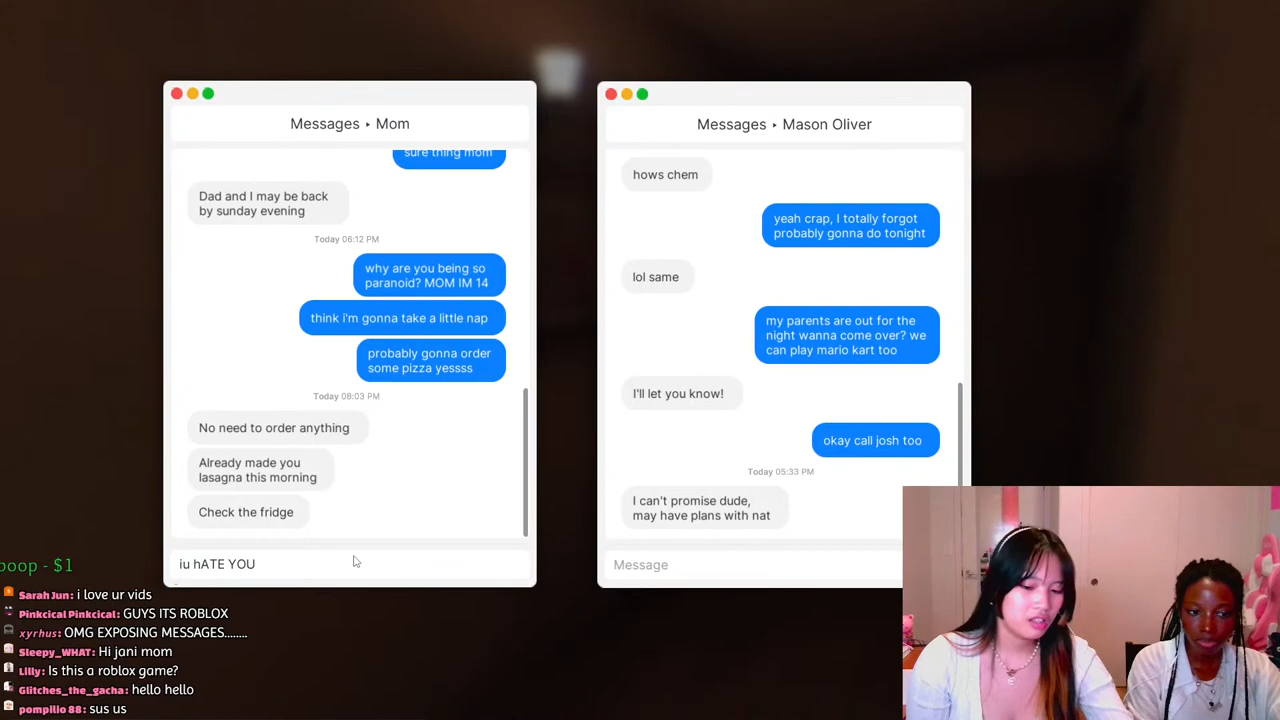 Messages ‣ Mom
sure thing mom
Dad and I may be back
by sunday evening
Today 06:12 PM
why are you being so
paranoid? MOM IM 14
think i'm gonna take a little nap
probably gonna order
some pizza yessss
Today 08:03 PM
No need to order anything
Already made you
lasagna this morning
Check the fridge
iu hATE YOU
Messages ‣ Mason Oliver
hows chem
yeah crap, I totally forgot
probably gonna do tonight
lol same
my parents are out for the
night wanna come over? we
can play mario kart too
I'll let you know!
okay call josh too
Today 05:33 PM
I can't promise dude,
may have plans with nat
Message
poop - $1
Sarah Jun: i love ur vids
Pinkcical Pinkcical: GUYS ITS ROBLOX
xyrhus: OMG EXPOSING MESSAGES........
Sleepy_WHAT: Hi jani mom
Lilly: Is this a roblox game?
Glitches_the_gacha: hello hello
pompilio 88: sus us